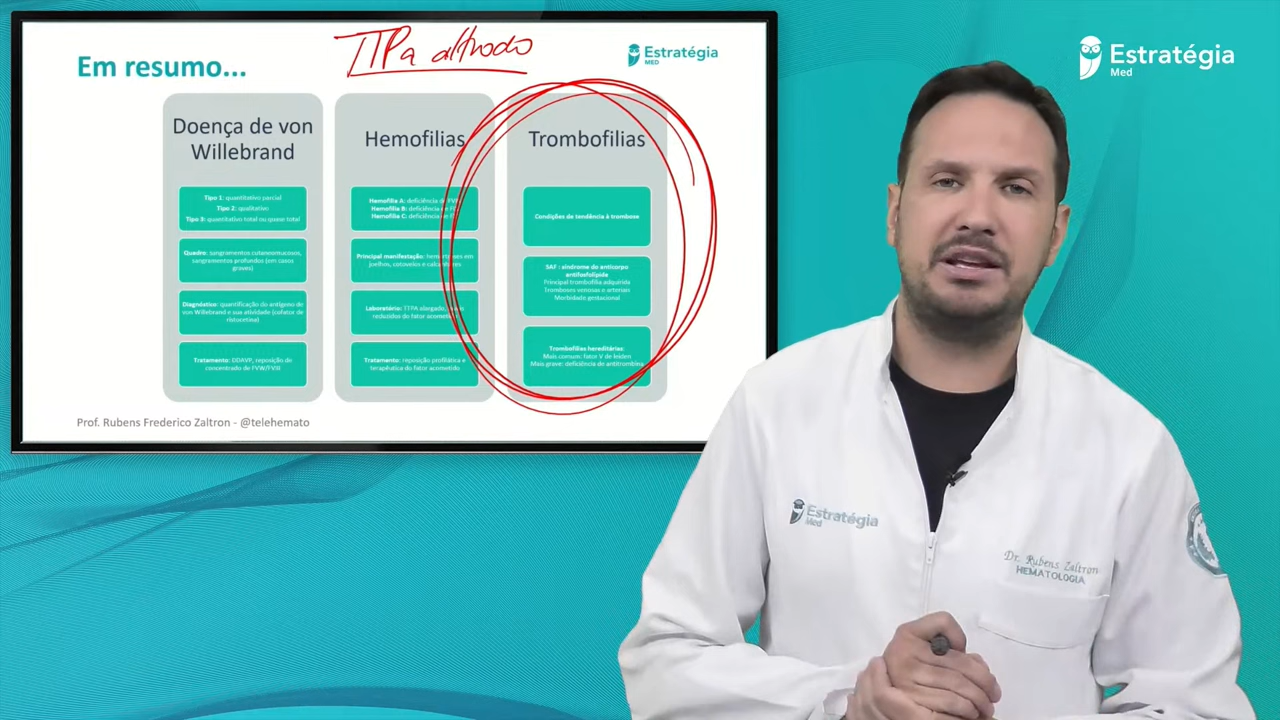 Em resumo...
TTPa alterado
Estratégia
MED
Doença de von
Willebrand
Tipo 1: quantitativo parcial
Tipo 2: qualitativo
Tipo 3: quantitativo total ou quase total
Quadro: sangramentos cutaneomucosos,
sangramentos profundos (em casos
graves)
Diagnóstico: quantificação do antígeno de
von Willebrand e sua atividade (cofator de
ristocetina)
Tratamento: DDAVP, reposição de
concentrado de FVW/FVIII
Hemofilias
Hemofilia A: deficiência de
Hemofilia B: deficiência de
Hemofilia C: deficiência de
Principal manifestação: em
joelhos, cotovelos e
Laboratório: TTPA alargado,
reduzidos do fator
Tratamento: reposição profilática e
terapêutica do fator acometido
Trombofilias
Condições de tendência à trombose
SAF: síndrome do anticorpo
antifosfolípide
Principal trombofilia adquirida
Tromboses venosas e arteriais
Morbidade gestacional
Trombofilias hereditárias:
Mais comum: fator V de leiden
Mais grave: deficiência de antitrombina
Prof. Rubens Frederico Zaltron - @telehemato
Estratégia
Med
Estratégia
Med
Dr. Rubens Zaltron
HEMATOLOGIA